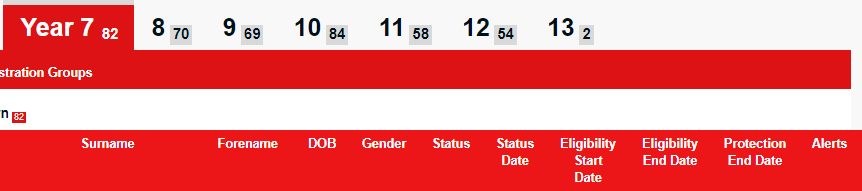 Year 7 82 8 70 9 69 10 84 11 58 12 54 13 2
stration Groups
n 82
Surname Forename DOB Gender Status Status Date Eligibility Start Date Eligibility End Date Protection End Date Alerts